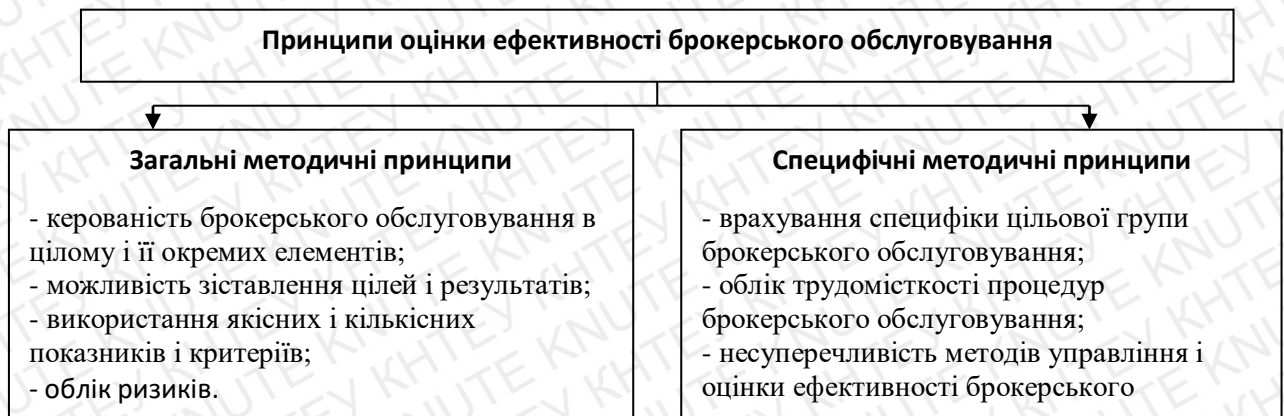 Принципи оцінки ефективності брокерського обслуговування
Загальні методичні принципи
- керованість брокерського обслуговування в
цілому і її окремих елементів;
- можливість зіставлення цілей і результатів;
- використання якісних і кількісних
показників і критеріїв;
- облік ризиків.
Специфічні методичні принципи
- врахування специфіки цільової групи
брокерського обслуговування;
- облік трудомісткості процедур
брокерського обслуговування;
- несуперечливість методів управління і
оцінки ефективності брокерського